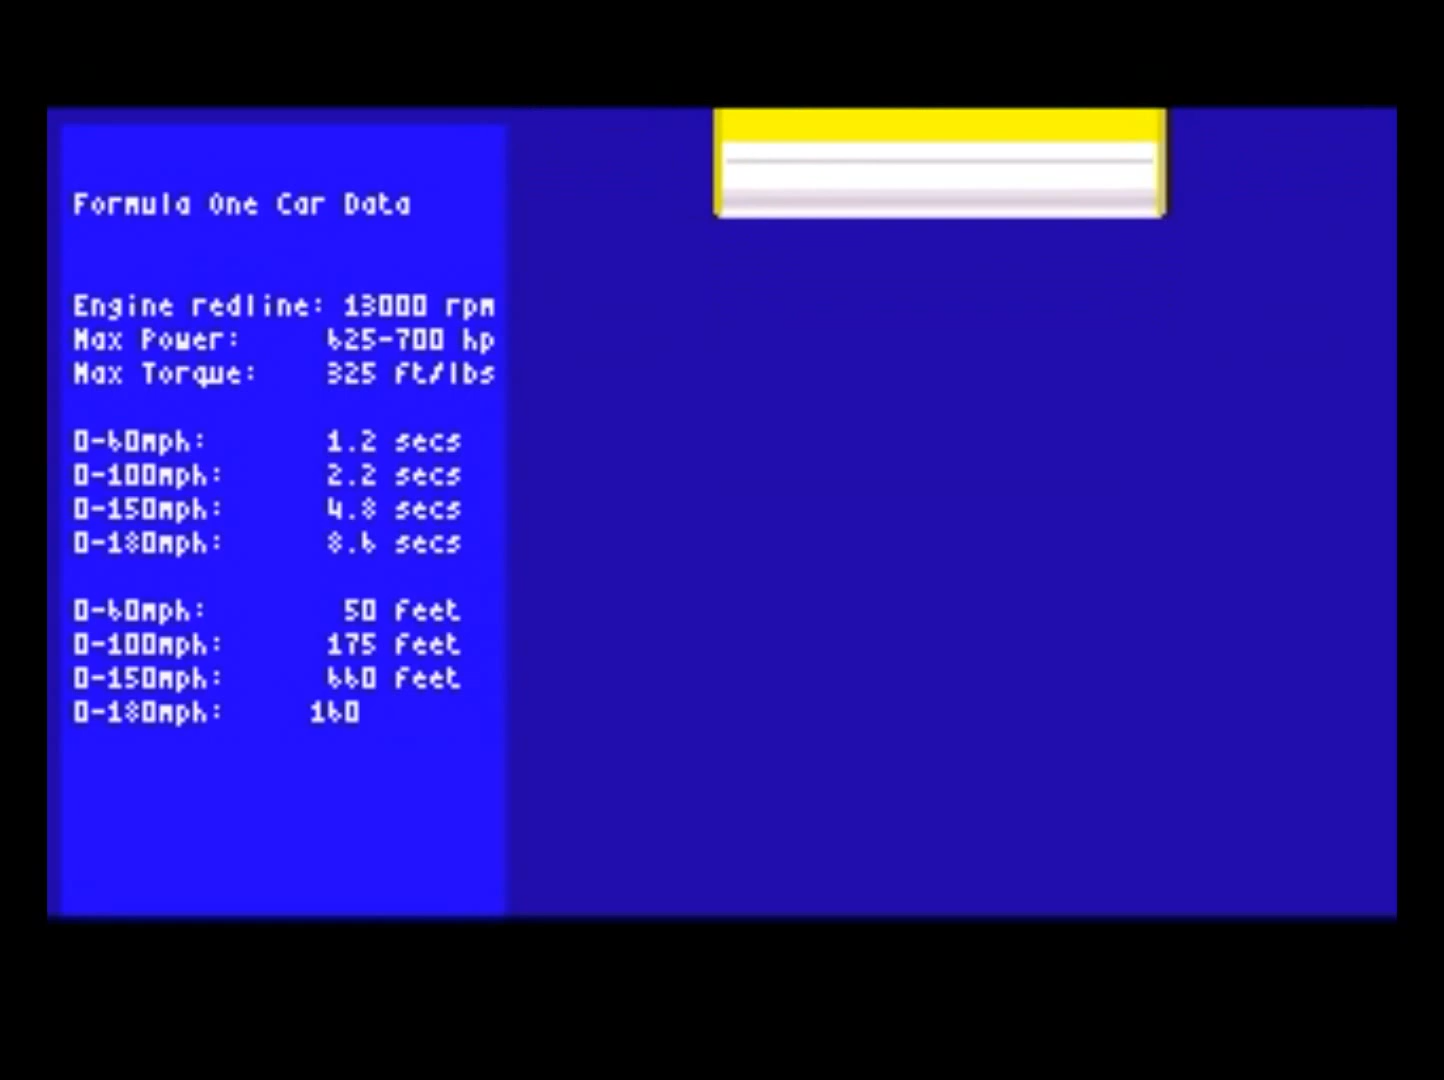 Formula One Car Data
Engine redline: 13000 rpm
Max Power: 625-700 hp
Max Torque: 325 ft/lbs
0-60mph: 1.2 secs
0-100mph: 2.2 secs
0-150mph: 4.8 secs
0-180mph: 8.6 secs
0-60mph: 50 feet
0-100mph: 175 feet
0-150mph: 660 feet
0-180mph: 160